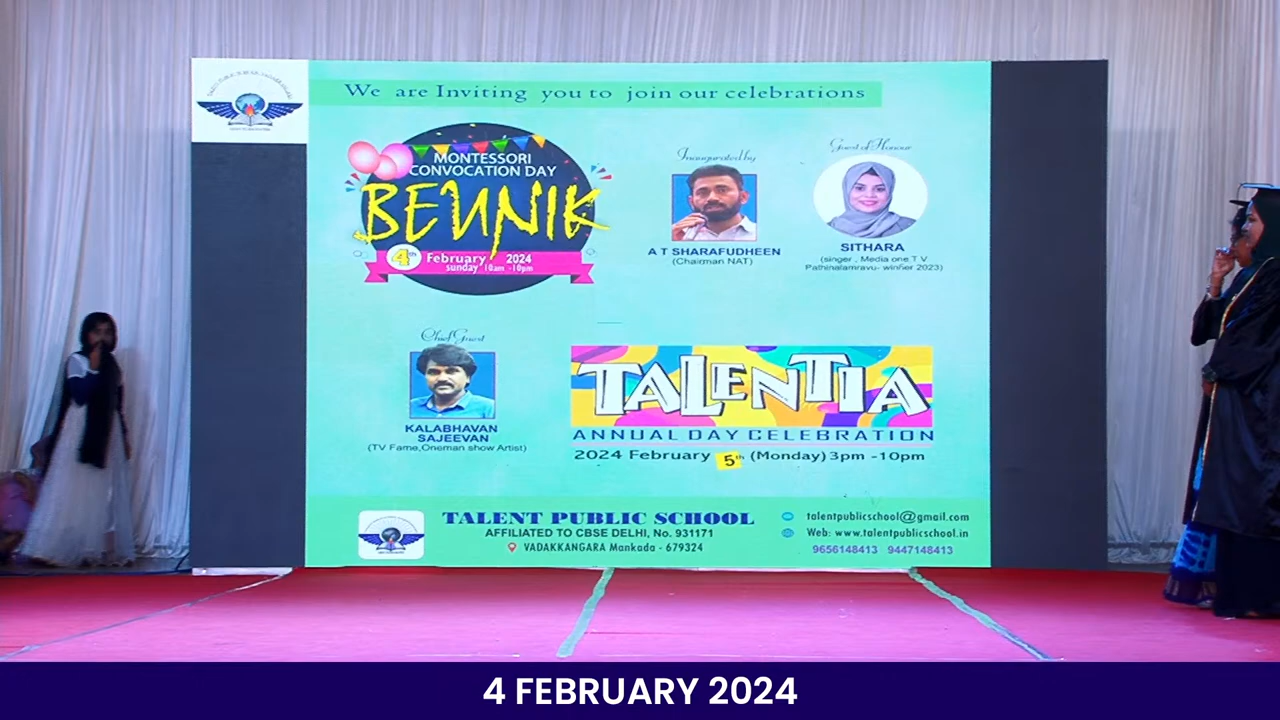 We are Inviting you to join our celebrations
MONTESSORI
CONVOCATION DAY
BEUNIK
4th February 2024
sunday 10am -10pm
Inaugurated by
A T SHARAFUDHEEN
(Chairman NAT)
Guest of Honour
SITHARA
(singer , Media one T V
Pathinalamravu- winner 2023)
Chief Guest
KALABHAVAN
SAJEEVAN
(TV Fame,Oneman show Artist)
TALENTIA
ANNUAL DAY CELEBRATION
2024 February 5th (Monday) 3pm -10pm
TALENT PUBLIC SCHOOL
AFFILIATED TO CBSE DELHI, No. 931171
VADAKKANGARA Mankada - 679324
talentpublicschool@gmail.com
Web: www.talentpublicschool.in
9656148413 9447148413
4 FEBRUARY 2024